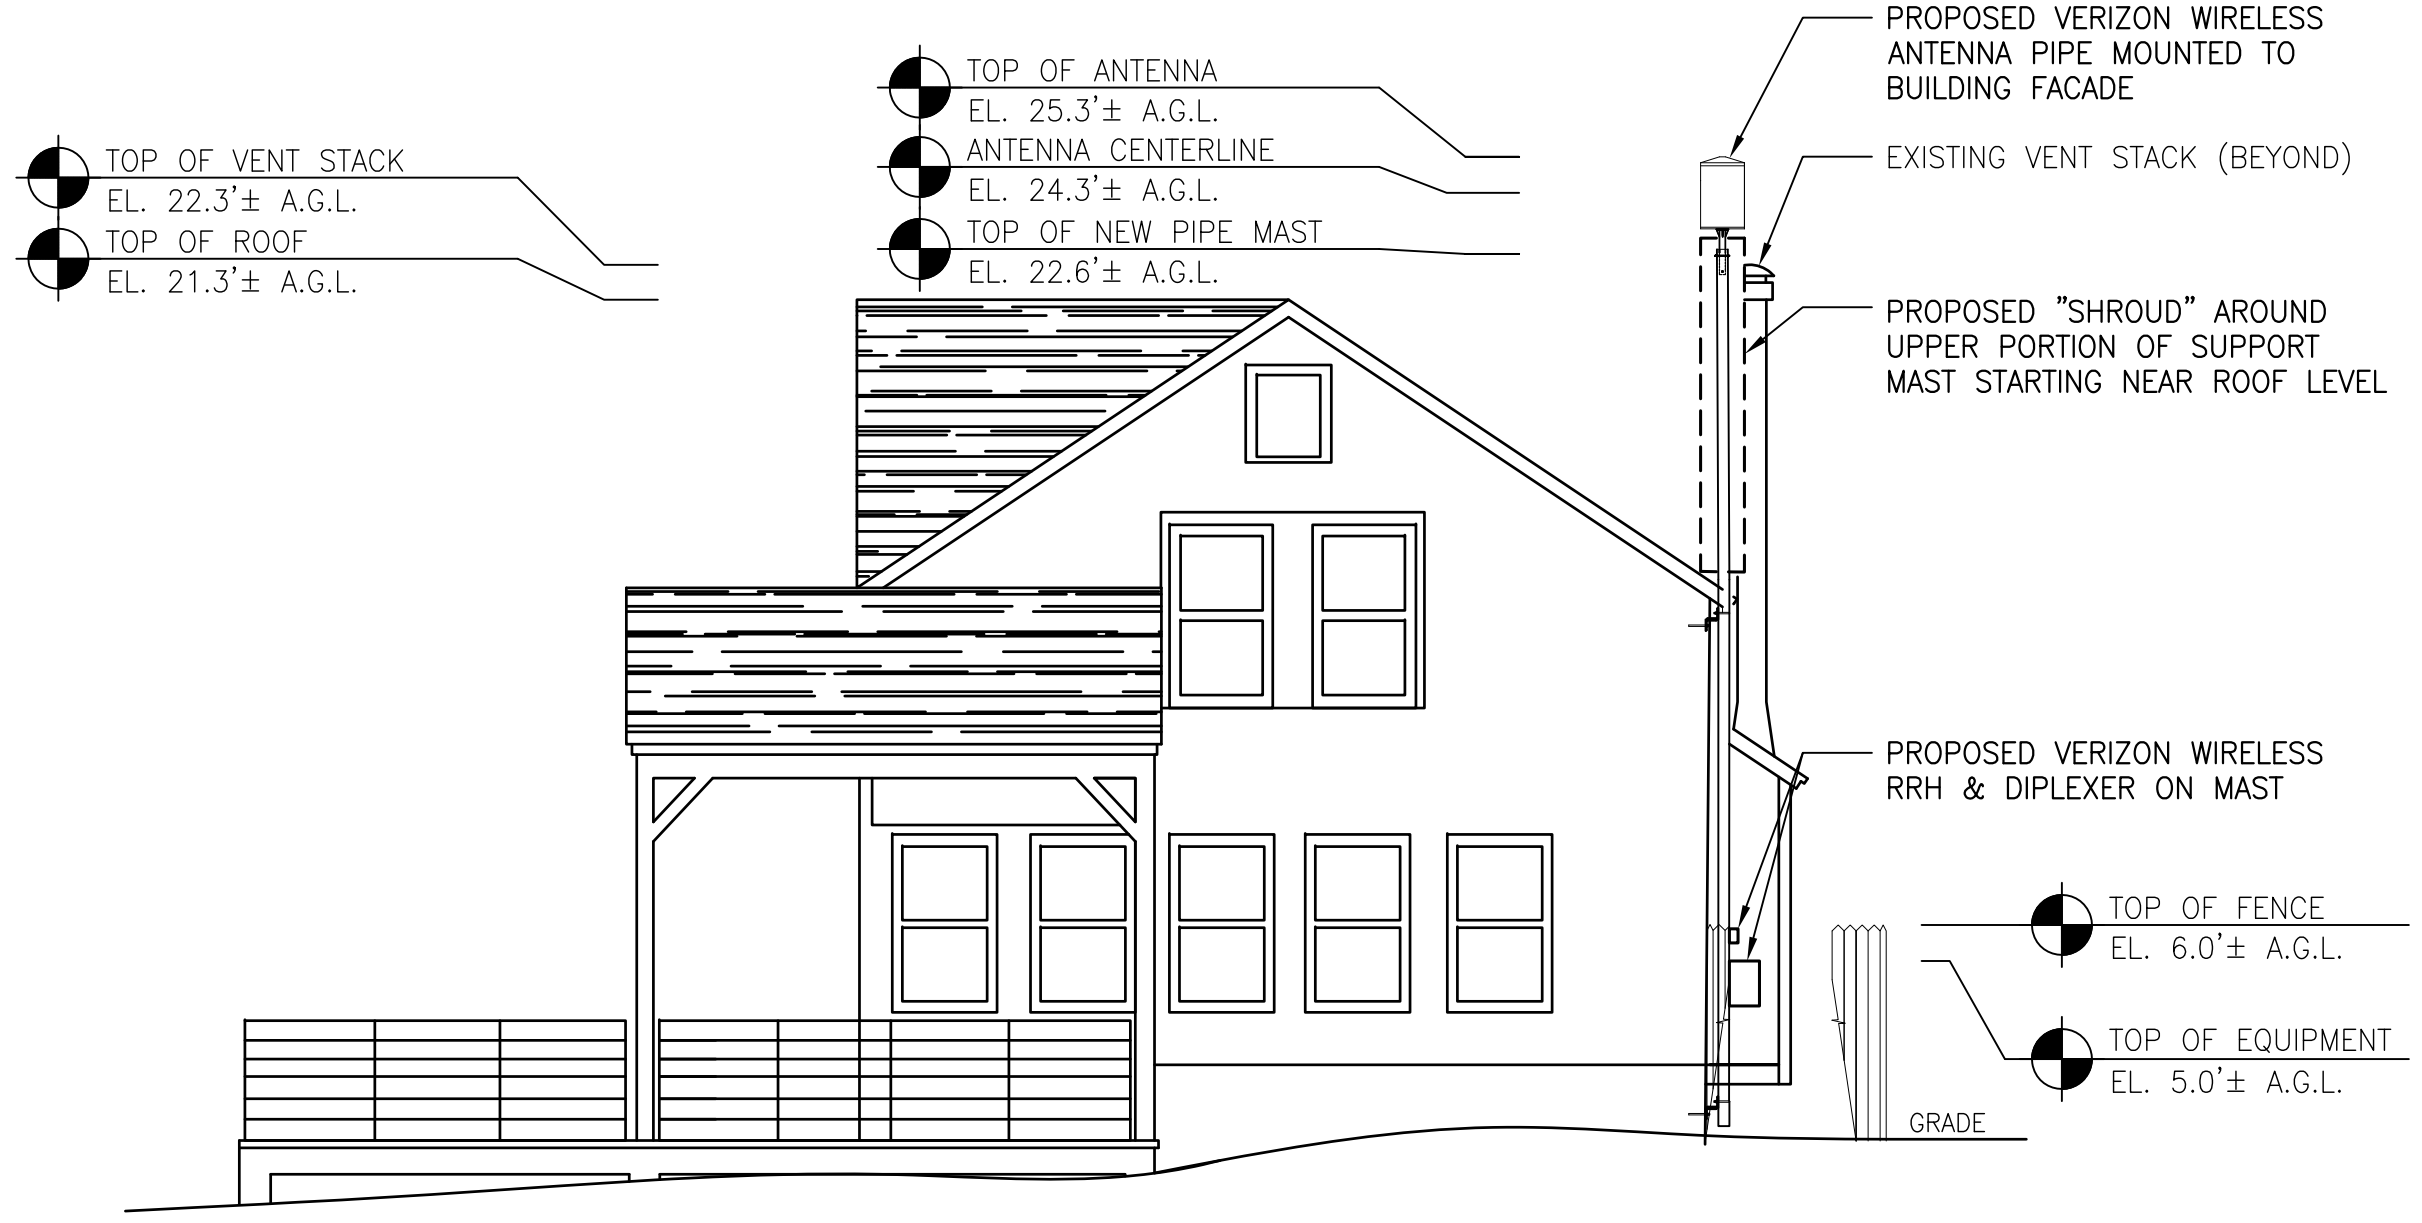 PROPOSED VERIZON WIRELESS
ANTENNA PIPE MOUNTED TO
BUILDING FACADE
TOP OF ANTENNA
EL. 25.3'± A.G.L.
ANTENNA CENTERLINE
EL. 24.3'± A.G.L.
TOP OF NEW PIPE MAST
EL. 22.6'± A.G.L.
TOP OF VENT STACK
EL. 22.3'± A.G.L.
TOP OF ROOF
EL. 21.3'± A.G.L.
EXISTING VENT STACK (BEYOND)
PROPOSED "SHROUD" AROUND
UPPER PORTION OF SUPPORT
MAST STARTING NEAR ROOF LEVEL
PROPOSED VERIZON WIRELESS
RRH & DIPLEXER ON MAST
TOP OF FENCE
EL. 6.0'± A.G.L.
TOP OF EQUIPMENT
EL. 5.0'± A.G.L.
GRADE